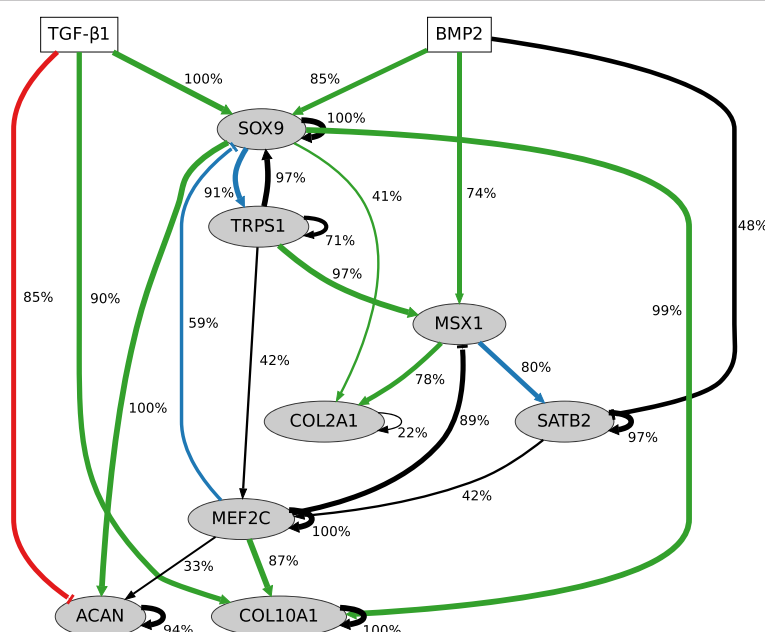 TGF-β1
BMP2
100%
85%
SOX9
100%
91%
97%
41%
74%
TRPS1
71%
48%
97%
85%
90%
99%
59%
MSX1
42%
80%
78%
100%
COL2A1
22%
89%
SATB2
97%
42%
MEF2C
100%
33%
87%
ACAN
94%
COL10A1
100%